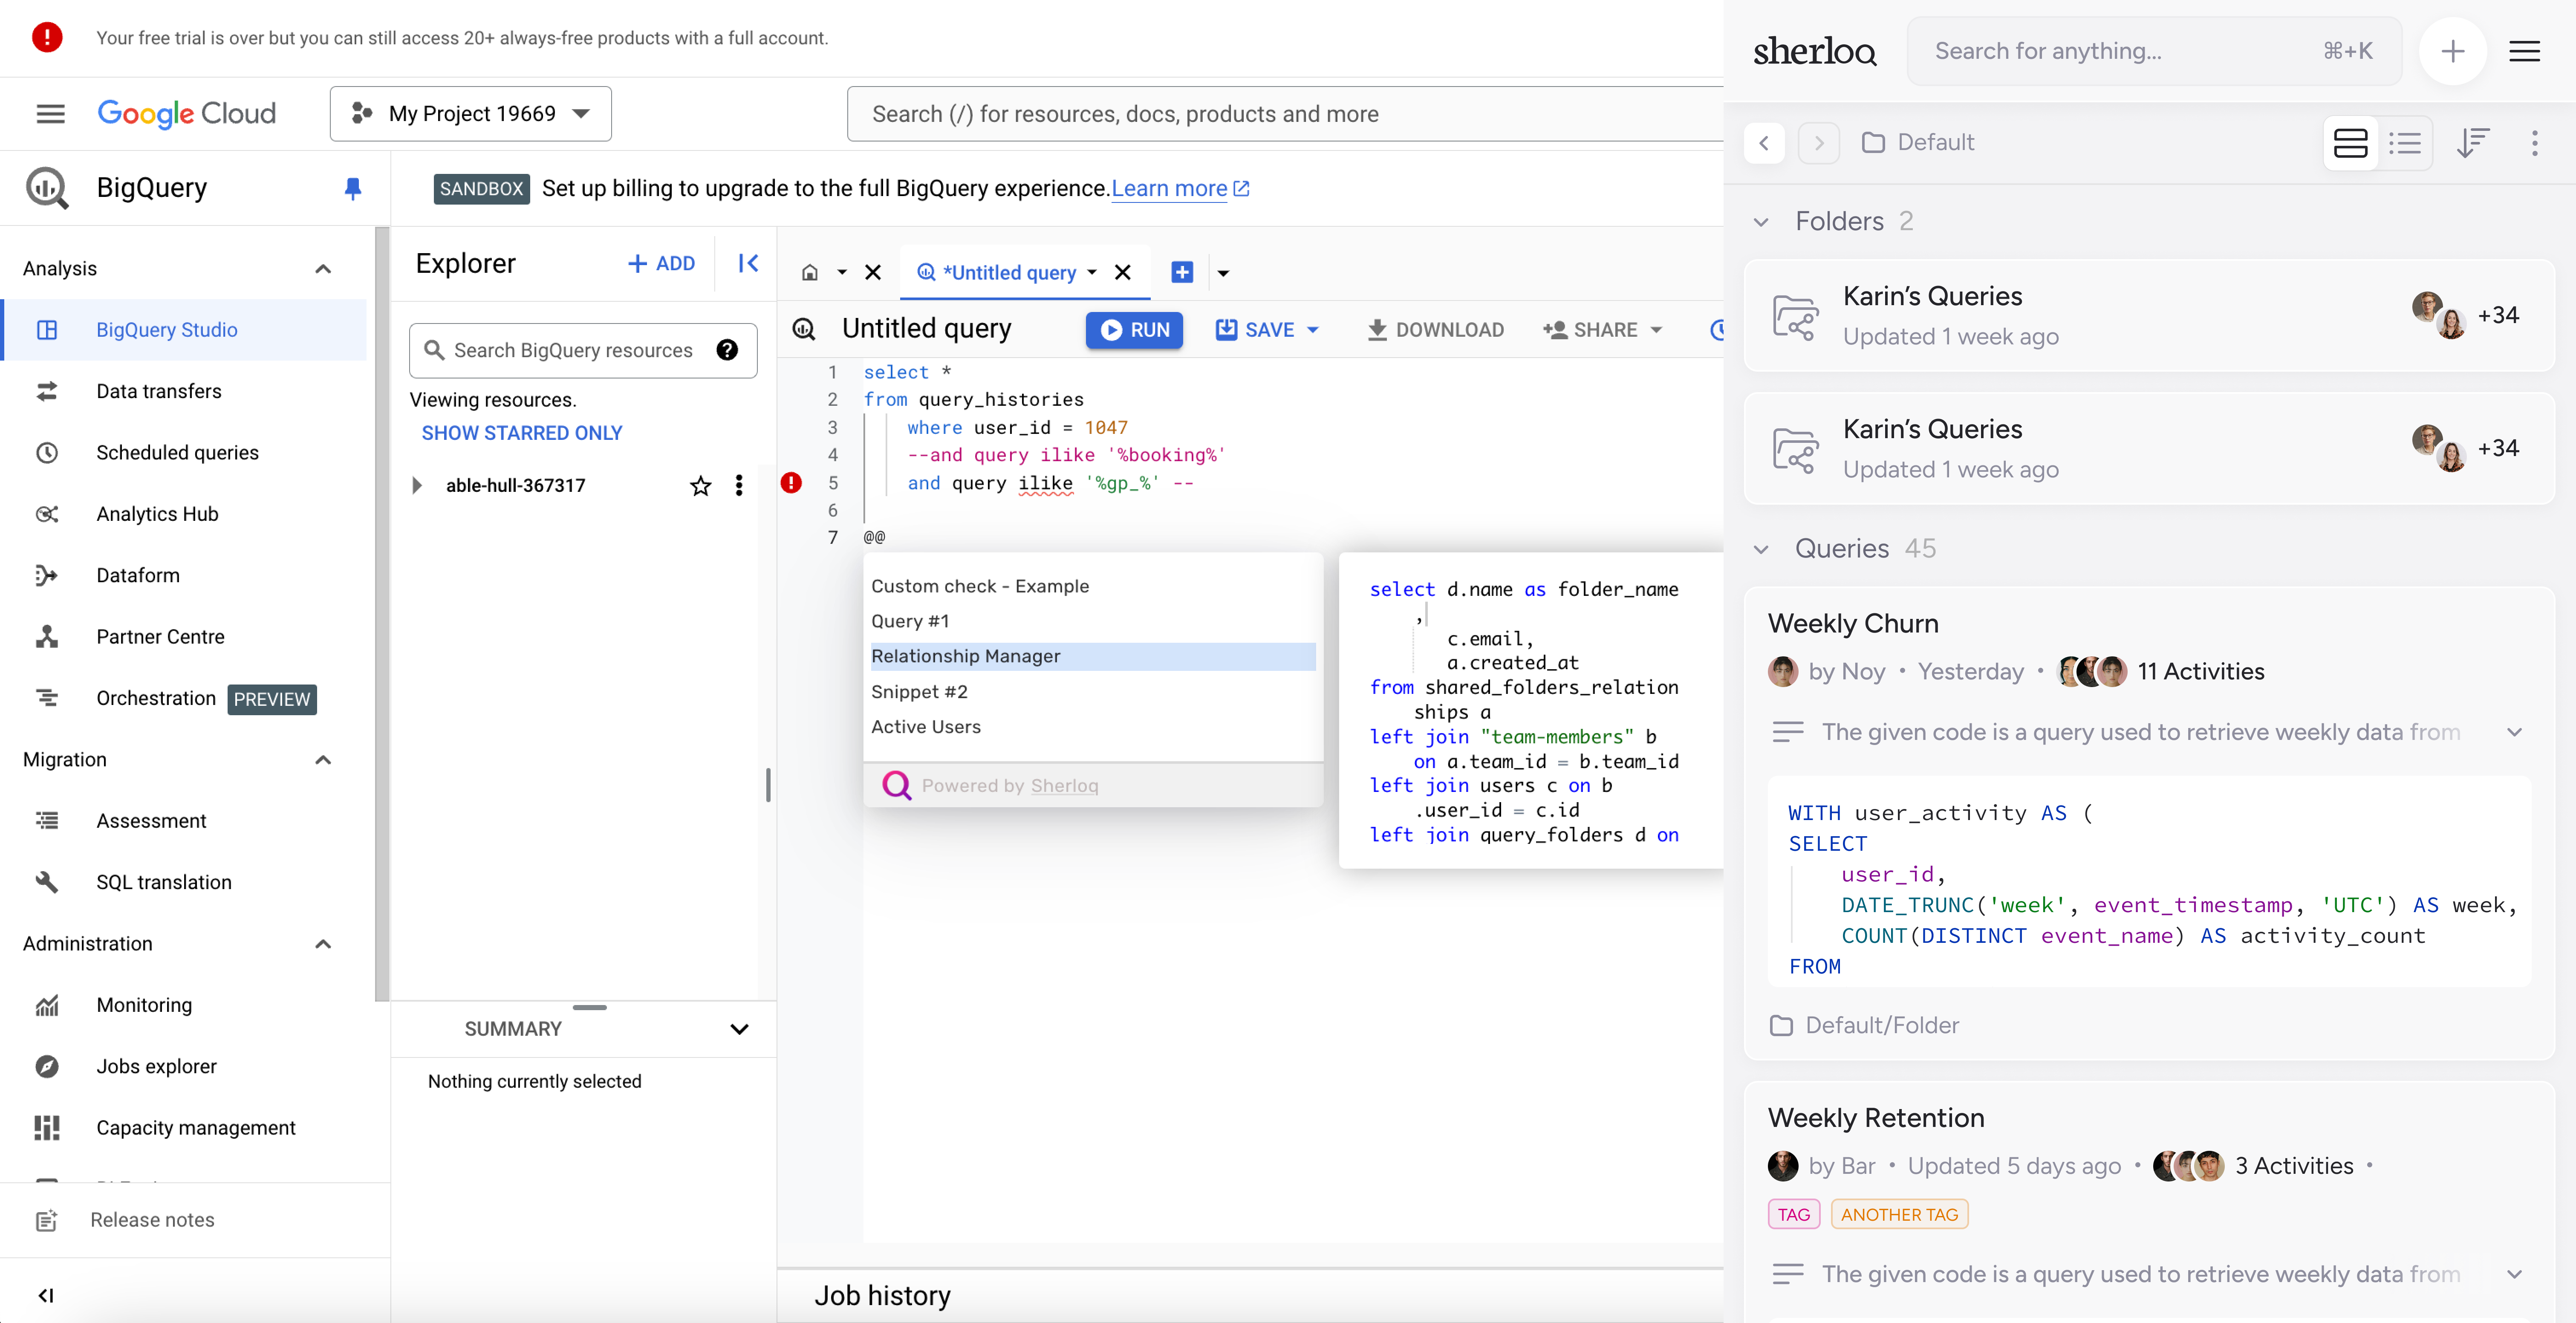 Your free trial is over but you can still access 20+ always-free products with a full account.
Google Cloud
My Project 19669
Search (/) for resources, docs, products and more
BigQuery
SANDBOX Set up billing to upgrade to the full BigQuery experience. Learn more
Analysis
BigQuery Studio
Data transfers
Scheduled queries
Analytics Hub
Dataform
Partner Centre
Orchestration PREVIEW
Migration
Assessment
SQL translation
Administration
Monitoring
Jobs explorer
Capacity management
Release notes
Explorer
+ ADD
Search BigQuery resources
Viewing resources.
SHOW STARRED ONLY
able-hull-367317
SUMMARY
Nothing currently selected
*Untitled query
Untitled query
RUN
SAVE
DOWNLOAD
SHARE
1 select *
2 from query_histories
3 where user_id = 1047
4 --and query ilike '%booking%'
5 and query ilike '%gp_%' --
6
7 @@
Custom check - Example
Query #1
Relationship Manager
Snippet #2
Active Users
Powered by Sherloq
select d.name as folder_name
,
c.email,
a.created_at
from shared_folders_relation
ships a
left join "team-members" b
on a.team_id = b.team_id
left join users c on b
.user_id = c.id
left join query_folders d on
Job history
sherloq
Search for anything... ⌘+K
Default
Folders 2
Karin’s Queries
Updated 1 week ago
+34
Karin’s Queries
Updated 1 week ago
+34
Queries 45
Weekly Churn
by Noy • Yesterday • 11 Activities
The given code is a query used to retrieve weekly data from
WITH user_activity AS (
SELECT
user_id,
DATE_TRUNC('week', event_timestamp, 'UTC') AS week,
COUNT(DISTINCT event_name) AS activity_count
FROM
Default/Folder
Weekly Retention
by Bar • Updated 5 days ago • 3 Activities •
TAG
ANOTHER TAG
The given code is a query used to retrieve weekly data from